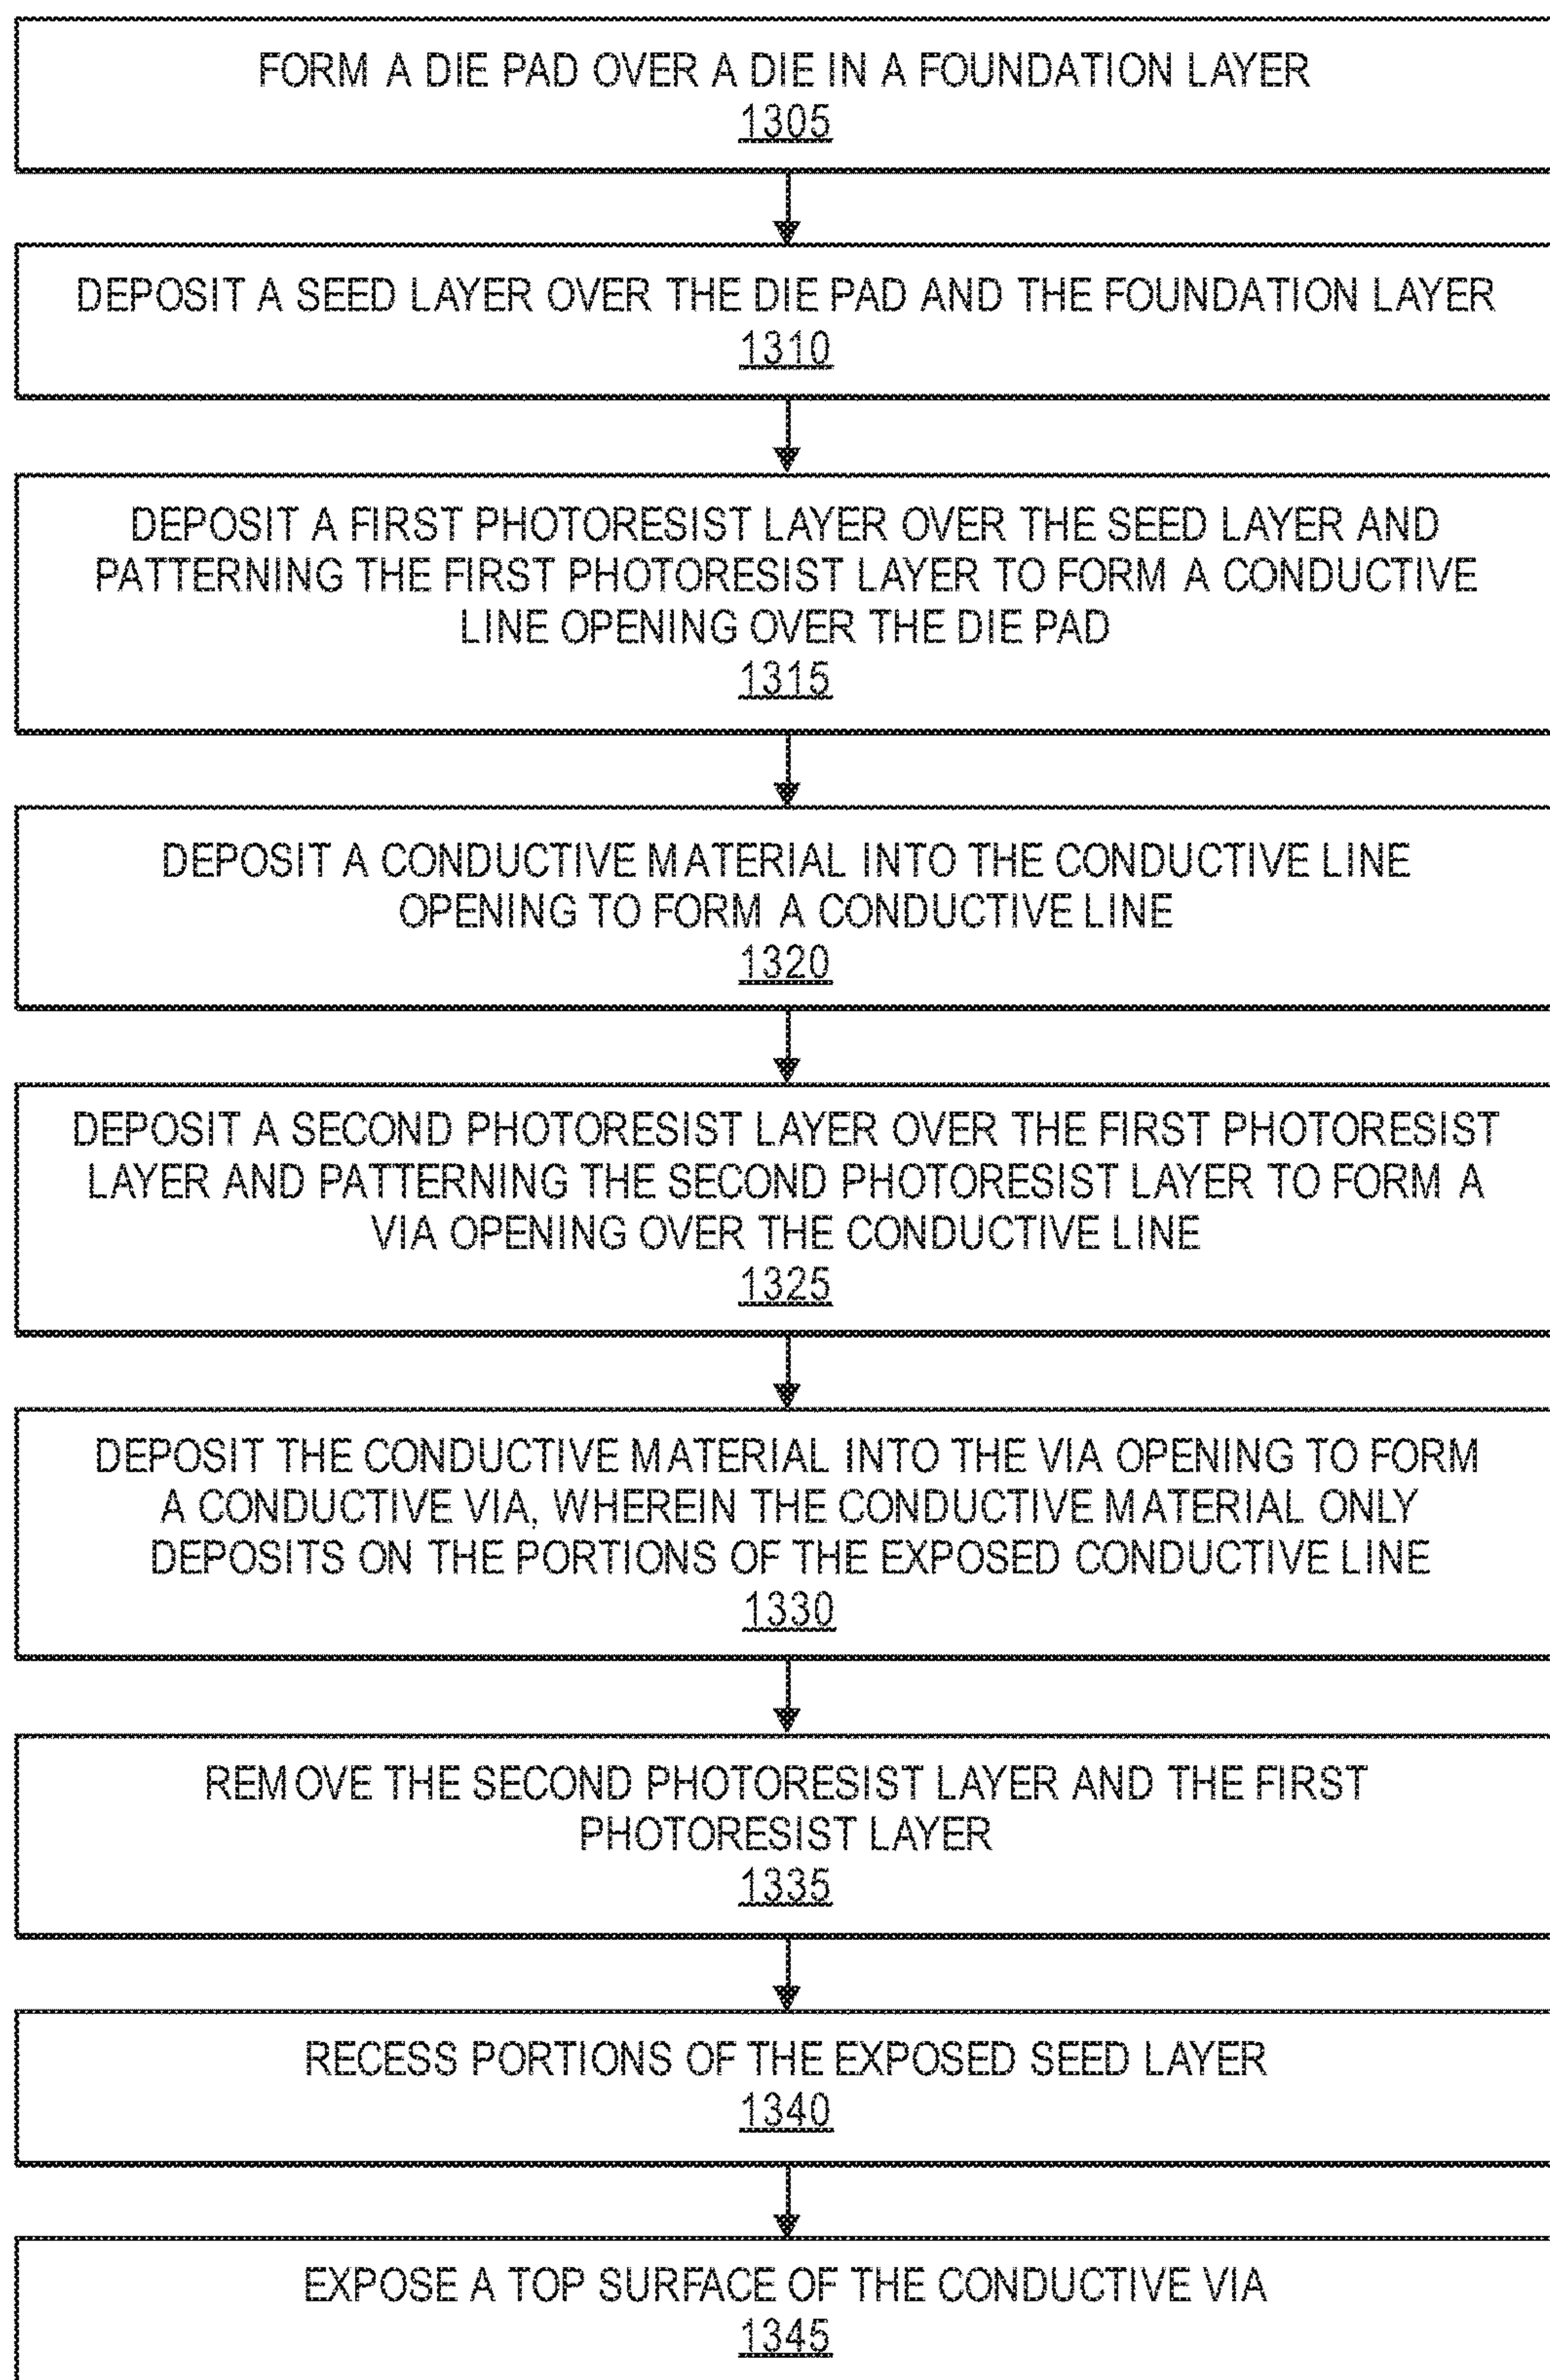 FORM A DIE PAD OVER A DIE IN A FOUNDATION LAYER
1305
DEPOSIT A SEED LAYER OVER THE DIE PAD AND THE FOUNDATION LAYER
1310
DEPOSIT A FIRST PHOTORESIST LAYER OVER THE SEED LAYER AND
PATTERNING THE FIRST PHOTORESIST LAYER TO FORM A CONDUCTIVE
LINE OPENING OVER THE DIE PAD
1315
DEPOSIT A CONDUCTIVE MATERIAL INTO THE CONDUCTIVE LINE
OPENING TO FORM A CONDUCTIVE LINE
1320
DEPOSIT A SECOND PHOTORESIST LAYER OVER THE FIRST PHOTORESIST
LAYER AND PATTERNING THE SECOND PHOTORESIST LAYER TO FORM A
VIA OPENING OVER THE CONDUCTIVE LINE
1325
DEPOSIT THE CONDUCTIVE MATERIAL INTO THE VIA OPENING TO FORM
A CONDUCTIVE VIA, WHEREIN THE CONDUCTIVE MATERIAL ONLY
DEPOSITS ON THE PORTIONS OF THE EXPOSED CONDUCTIVE LINE
1330
REMOVE THE SECOND PHOTORESIST LAYER AND THE FIRST
PHOTORESIST LAYER
1335
RECESS PORTIONS OF THE EXPOSED SEED LAYER
1340
EXPOSE A TOP SURFACE OF THE CONDUCTIVE VIA
1345